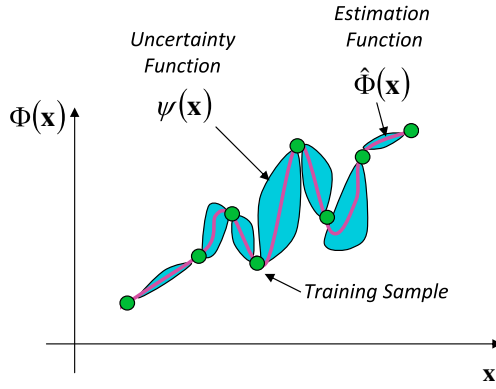 Estimation
Function
Φ̂(x)
Uncertainty
Function
ψ(x)
Φ(x)
Training Sample
x